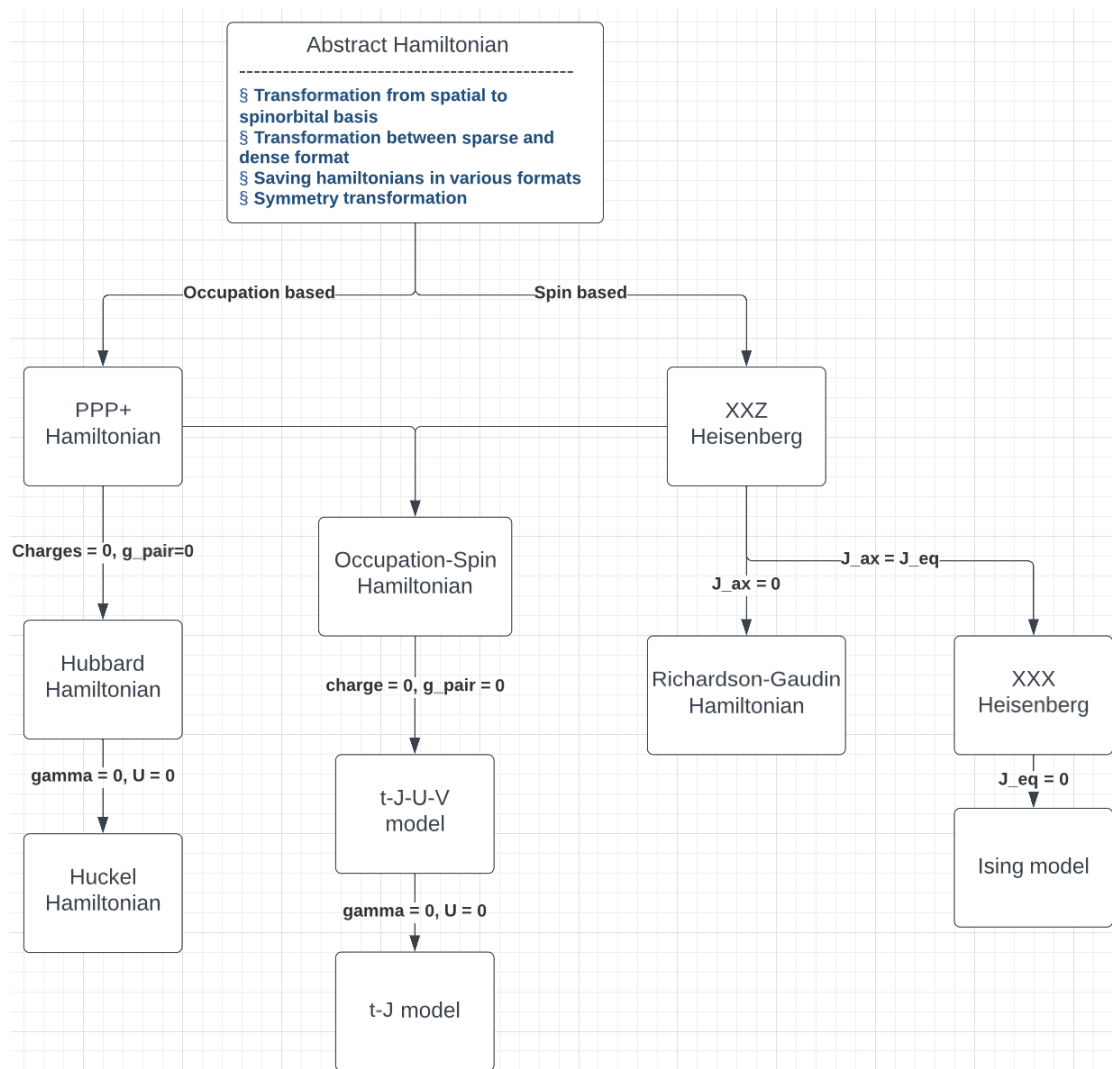 Abstract Hamiltonian
---------------------------------------------
§ Transformation from spatial to
spinorbital basis
§ Transformation between sparse and
dense format
§ Saving hamiltonians in various formats
§ Symmetry transformation
Occupation based
Spin based
PPP+
Hamiltonian
XXZ
Heisenberg
Charges = 0, g_pair=0
Occupation-Spin
Hamiltonian
J_ax = J_eq
J_ax = 0
Hubbard
Hamiltonian
charge = 0, g_pair = 0
Richardson-Gaudin
Hamiltonian
XXX
Heisenberg
gamma = 0, U = 0
J_eq = 0
t-J-U-V
model
Huckel
Hamiltonian
Ising model
gamma = 0, U = 0
t-J model